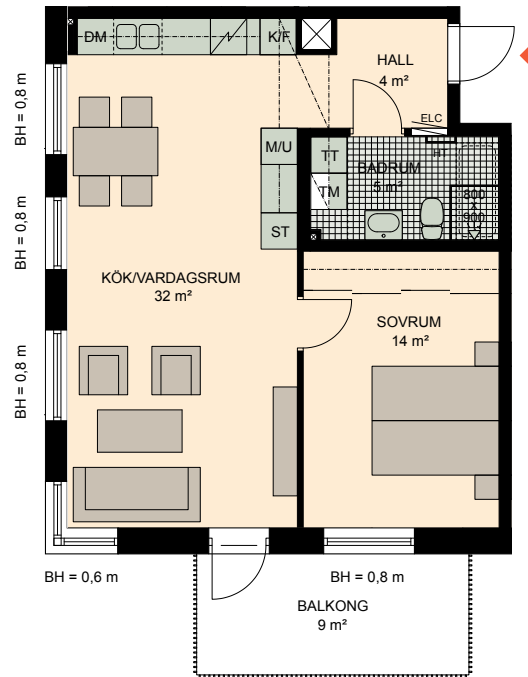 DM
K/F
HALL
4 m²
ELC
HT
M/U
TT
BADRUM
5 m²
TM
800
x
900
ST
BH = 0,8 m
BH = 0,8 m
BH = 0,8 m
KÖK/VARDAGSRUM
32 m²
SOVRUM
14 m²
BH = 0,6 m
BH = 0,8 m
BALKONG
9 m²